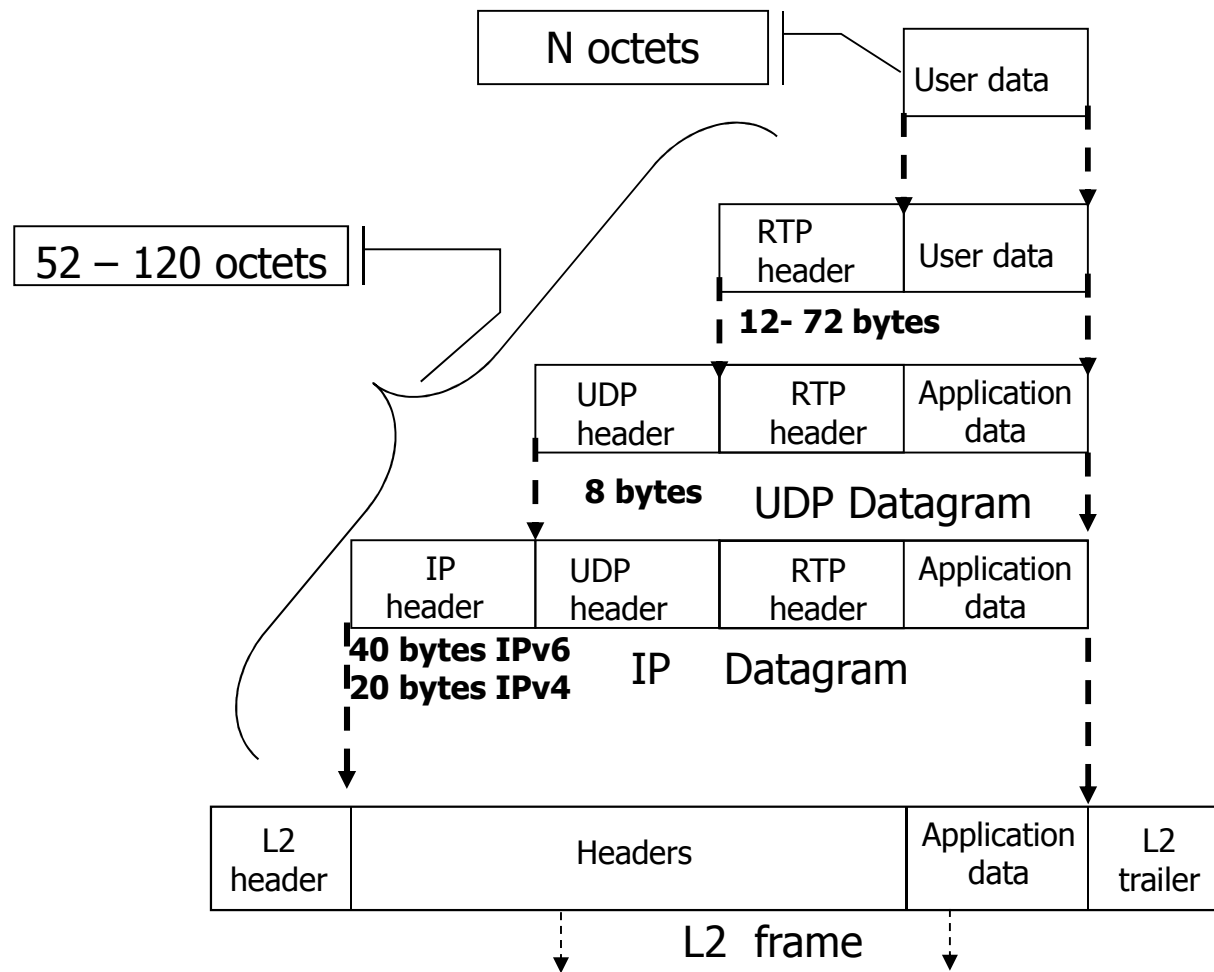 N octets
User data
52 – 120 octets
RTP
header
User data
12- 72 bytes
UDP
header
RTP
header
Application
data
8 bytes
UDP Datagram
IP
header
UDP
header
RTP
header
Application
data
40 bytes IPv6
20 bytes IPv4
IP Datagram
L2
header
Headers
Application
data
L2
trailer
L2 frame